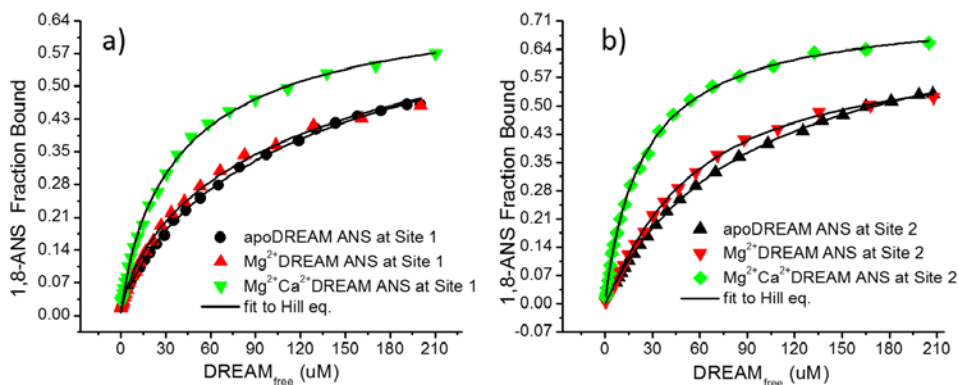 a)
1,8-ANS Fraction Bound
0.64
0.57
0.50
0.43
0.35
0.28
0.21
0.14
0.07
0.00
apoDREAM ANS at Site 1
Mg2+DREAM ANS at Site 1
Mg2+Ca2+DREAM ANS at Site 1
fit to Hill eq.
0 30 60 90 120 150 180 210
DREAMfree (uM)
b)
1,8-ANS Fraction Bound
0.71
0.64
0.57
0.50
0.43
0.35
0.28
0.21
0.14
0.07
0.00
-0.07
apoDREAM ANS at Site 2
Mg2+DREAM ANS at Site 2
Mg2+Ca2+DREAM ANS at Site 2
fit to Hill eq.
0 30 60 90 120 150 180 210
DREAMfree (uM)